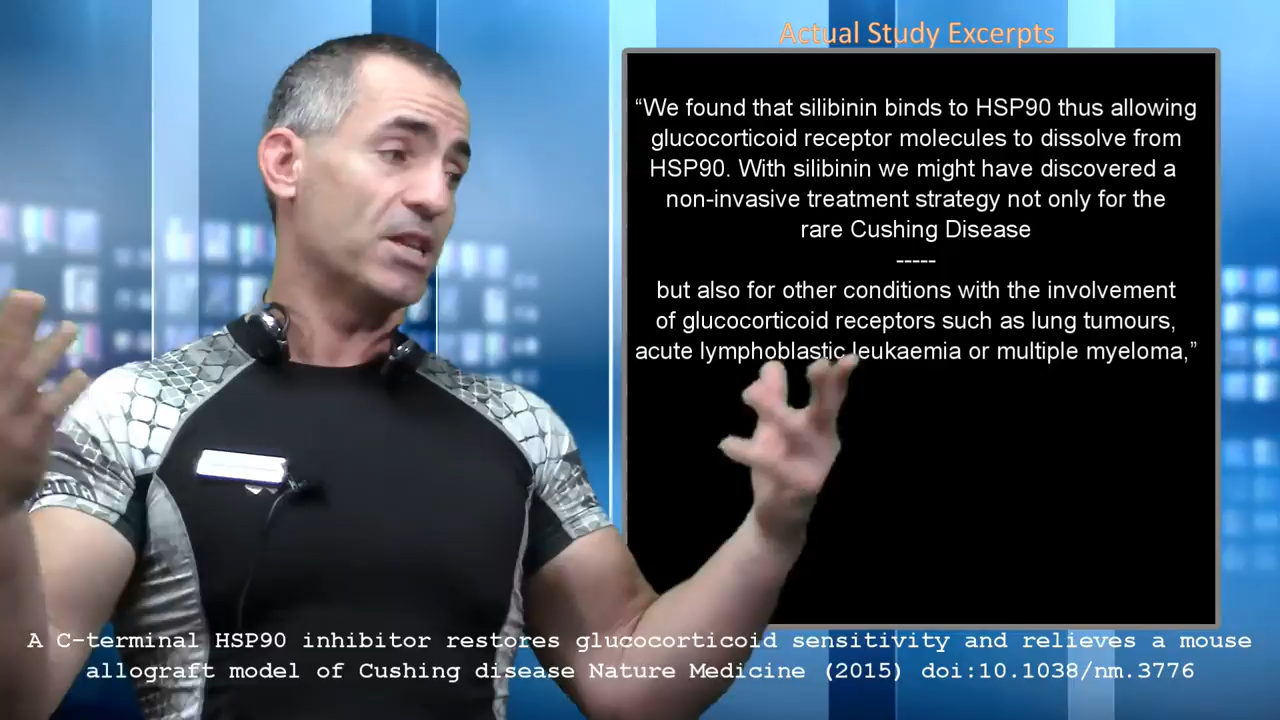 Actual Study Excerpts
“We found that silibinin binds to HSP90 thus allowing
glucocorticoid receptor molecules to dissolve from
HSP90. With silibinin we might have discovered a
non-invasive treatment strategy not only for the
rare Cushing Disease
-----
but also for other conditions with the involvement
of glucocorticoid receptors such as lung tumours,
acute lymphoblastic leukaemia or multiple myeloma,”
A C-terminal HSP90 inhibitor restores glucocorticoid sensitivity and relieves a mouse
allograft model of Cushing disease Nature Medicine (2015) doi:10.1038/nm.3776